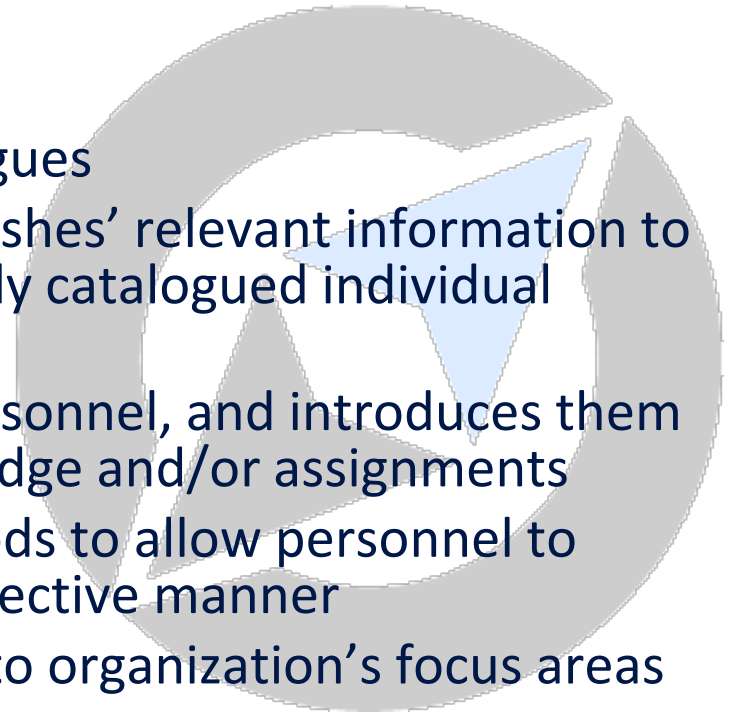 gues
shes’ relevant information to
ly catalogued individual
sonnel, and introduces them
dge and/or assignments
ds to allow personnel to
ective manner
to organization’s focus areas